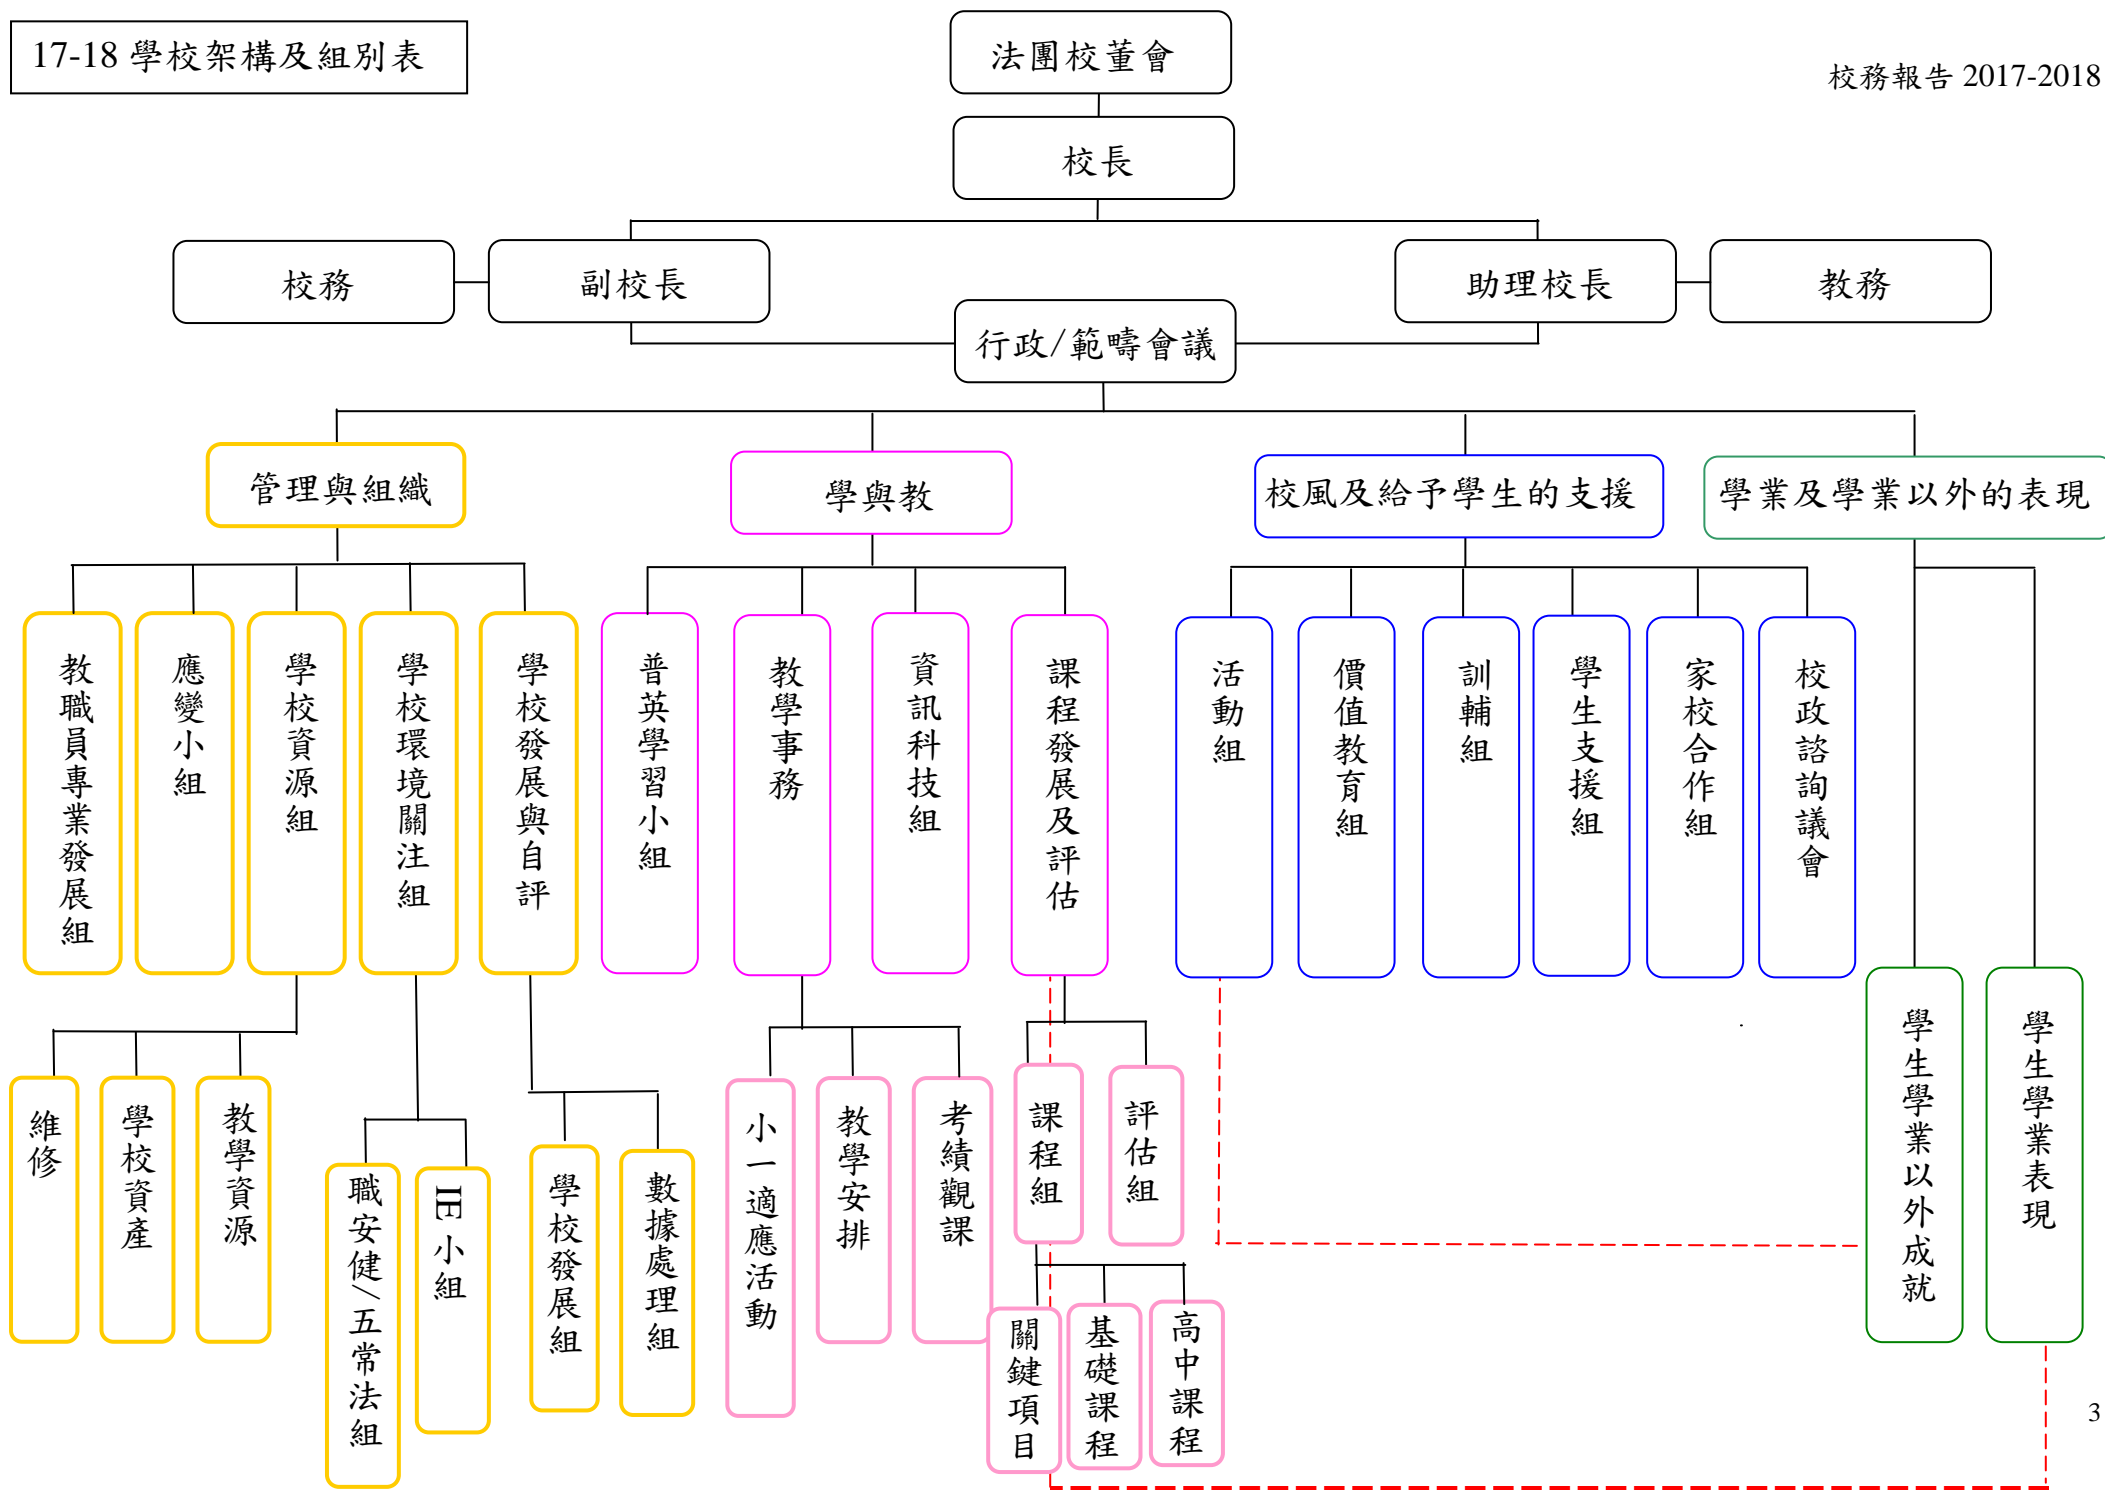 17-18 學校架構及組別表
法團校董會
校務報告 2017-2018
校長
校務
副校長
助理校長
教務
行政/範疇會議
管理與組織
學與教
校風及給予學生的支援
學業及學業以外的表現
教職員專業發展組
應變小組
學校資源組
學校環境關注組
學校發展與自評
普英學習小組
教學事務
資訊科技組
課程發展及評估
活動組
價值教育組
訓輔組
學生支援組
家校合作組
校政諮詢議會
學生學業以外成就
學生學業表現
維修
學校資產
教學資源
職安健/五常法組
IE 小組
學校發展組
數據處理組
小一適應活動
教學安排
考績觀課
課程組
評估組
關鍵項目
基礎課程
高中課程
3